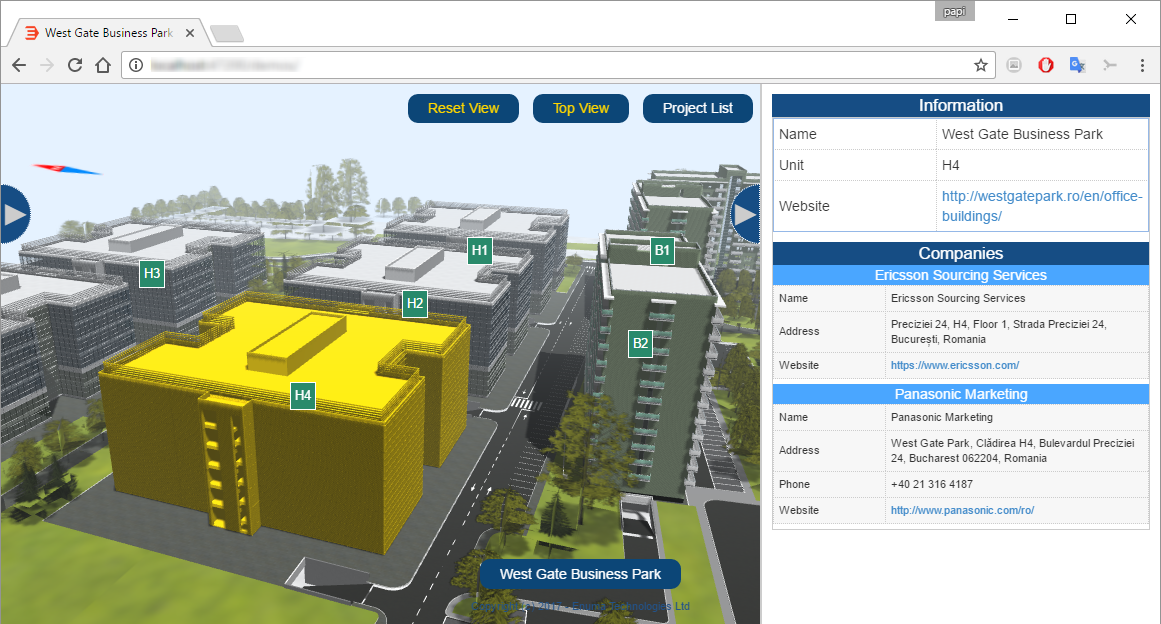 papi
West Gate Business Park
Reset View
Top View
Project List
H1
B1
H3
H2
B2
H4
West Gate Business Park
Information
Name West Gate Business Park
Unit H4
Website http://westgatepark.ro/en/office-
buildings/
Companies
Ericsson Sourcing Services
Name Ericsson Sourcing Services
Address Preciziei 24, H4, Floor 1, Strada Preciziei 24,
București, Romania
Website https://www.ericsson.com/
Panasonic Marketing
Name Panasonic Marketing
Address West Gate Park, Clădirea H4, Bulevardul Preciziei
24, Bucharest 062204, Romania
Phone +40 21 316 4187
Website http://www.panasonic.com/ro/